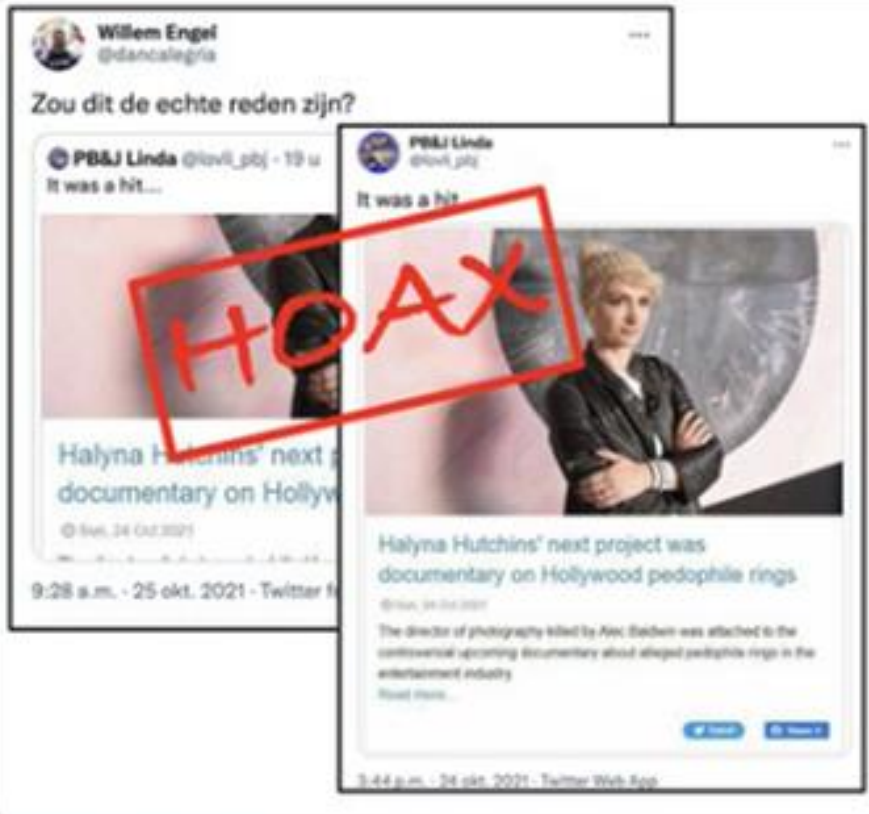 Willem Engel
@dancalegria
Zou dit de echte reden zijn?
PB&J Linda @lovli_pbj - 19 u
It was a hit...
Halyna Hutchins' next
documentary on Hollyw
Sun, 24 Oct 2021
9:28 a.m. · 25 okt. 2021 · Twitter f
PB&J Linda
@lovli_pbj
It was a hit
HOAX
Halyna Hutchins' next project was
documentary on Hollywood pedophile rings
Sun, 24 Oct 2021
The director of photography killed by Alec Baldwin was attached to the
controversial upcoming documentary about alleged pedophile rings in the
entertainment industry.
Read more...
3:44 p.m. · 24 okt. 2021 · Twitter Web App